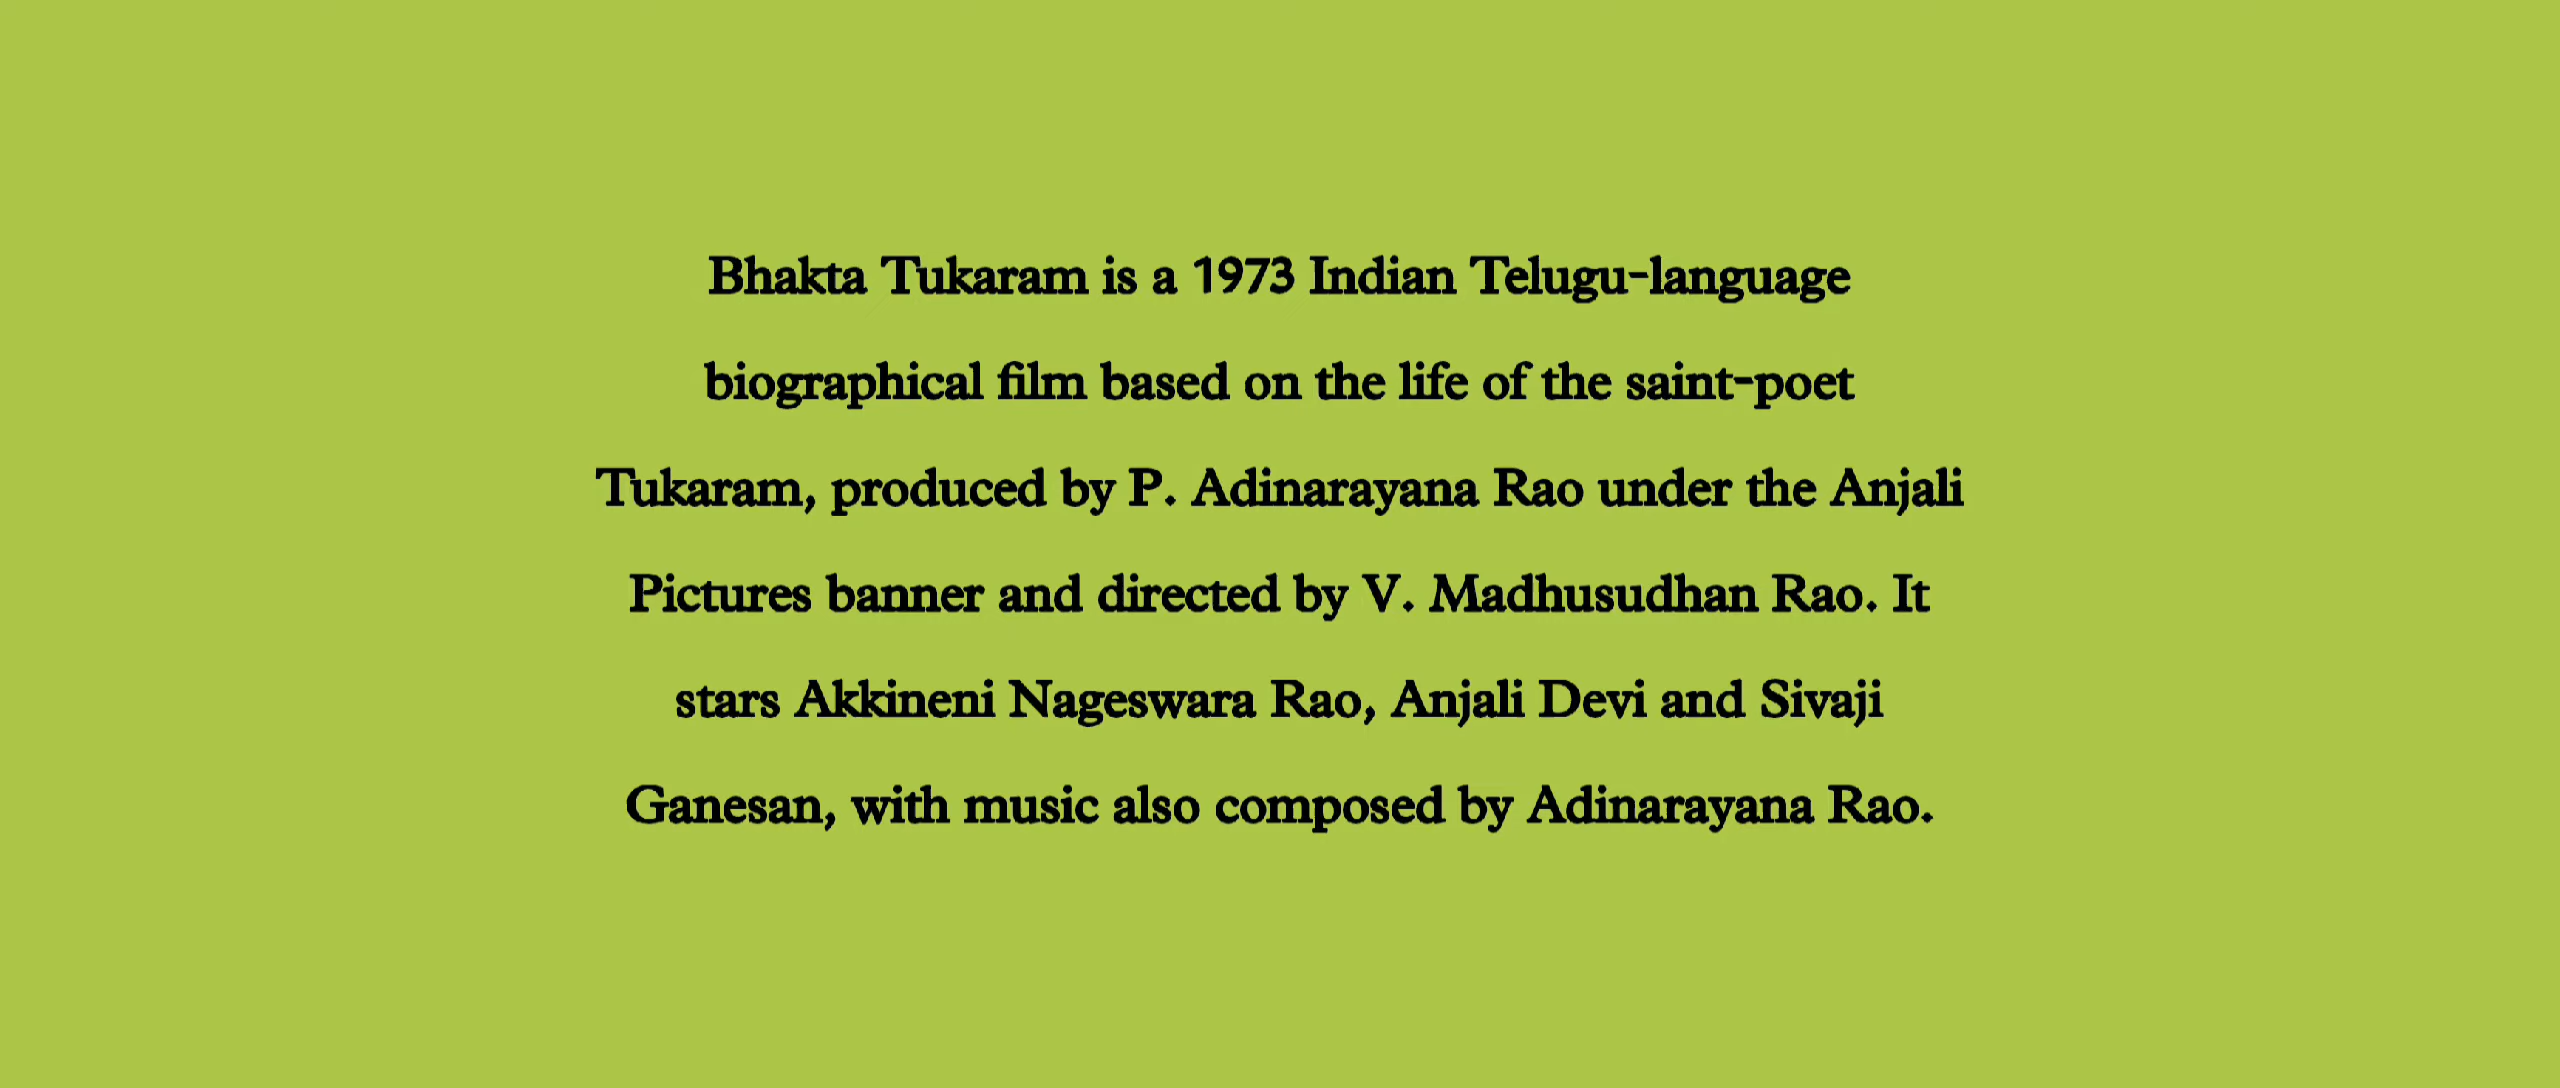 Bhakta Tukaram is a 1973 Indian Telugu-language
biographical film based on the life of the saint-poet
Tukaram, produced by P. Adinarayana Rao under the Anjali
Pictures banner and directed by V. Madhusudhan Rao. It
stars Akkineni Nageswara Rao, Anjali Devi and Sivaji
Ganesan, with music also composed by Adinarayana Rao.